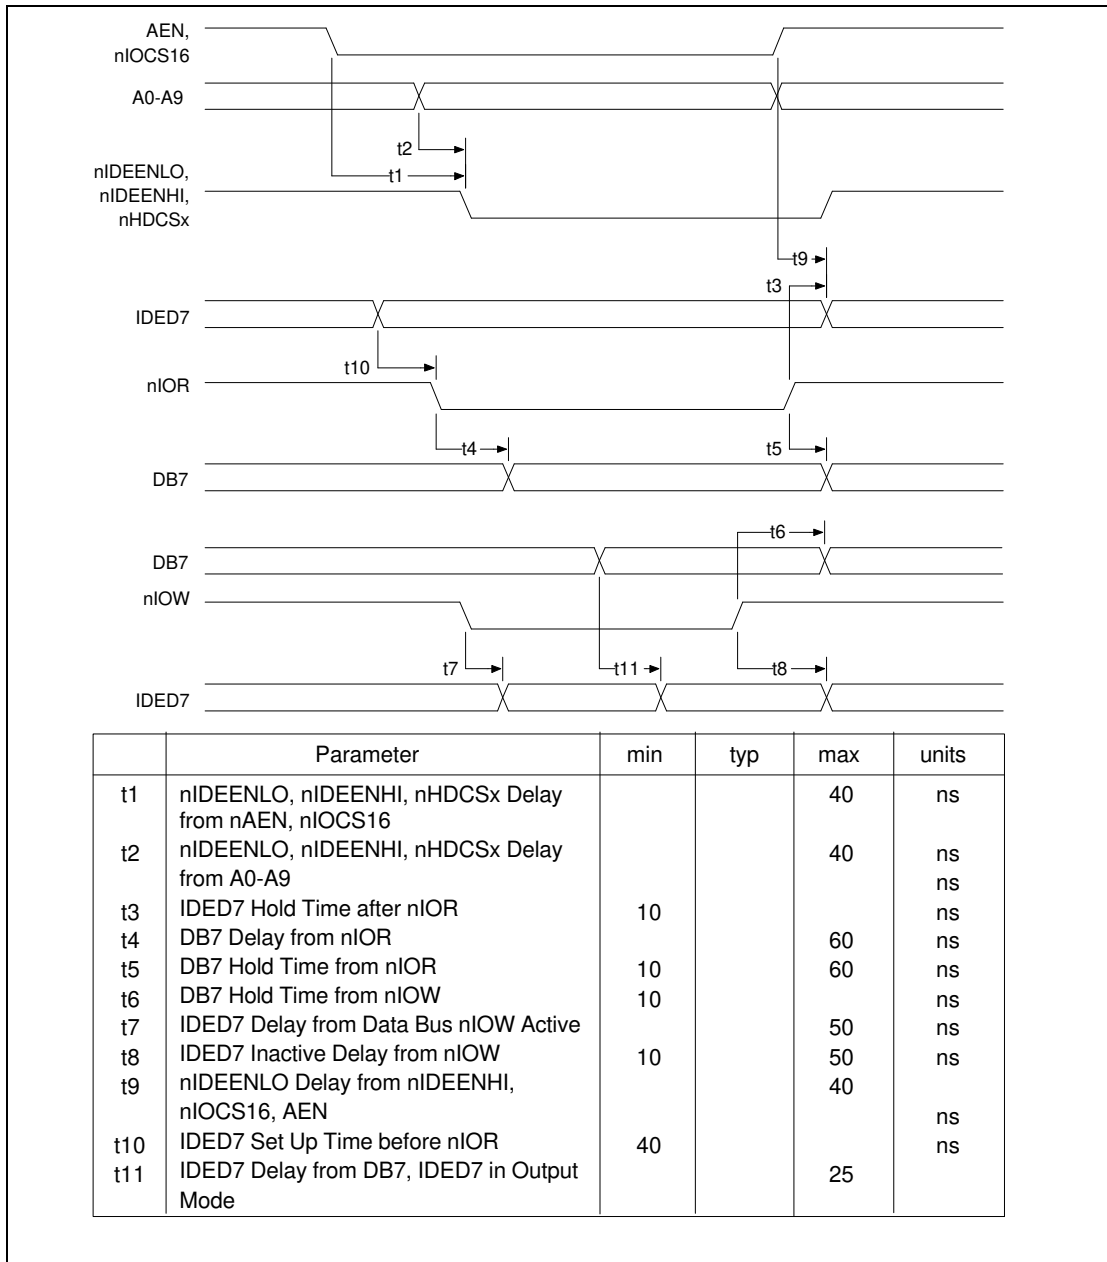 AEN,
nIOCS16
A0-A9
t2
nIDEENLO,
t1
nIDEENHI,
nHDCSx
t9
t3
IDED7
t10
nIOR
t4
t5
DB7
t6
DB7
nIOW
t7
t11
t8
IDED7
Parameter min typ max units
t1 nIDEENLO, nIDEENHI, nHDCSx Delay 40 ns
from nAEN, nIOCS16
t2 nIDEENLO, nIDEENHI, nHDCSx Delay 40 ns
from A0-A9 ns
t3 IDED7 Hold Time after nIOR 10 ns
t4 DB7 Delay from nIOR 60 ns
t5 DB7 Hold Time from nIOR 10 60 ns
t6 DB7 Hold Time from nIOW 10 ns
t7 IDED7 Delay from Data Bus nIOW Active 50 ns
t8 IDED7 Inactive Delay from nIOW 10 50 ns
t9 nIDEENLO Delay from nIDEENHI, 40
nIOCS16, AEN ns
t10 IDED7 Set Up Time before nIOR 40 ns
t11 IDED7 Delay from DB7, IDED7 in Output 25
Mode